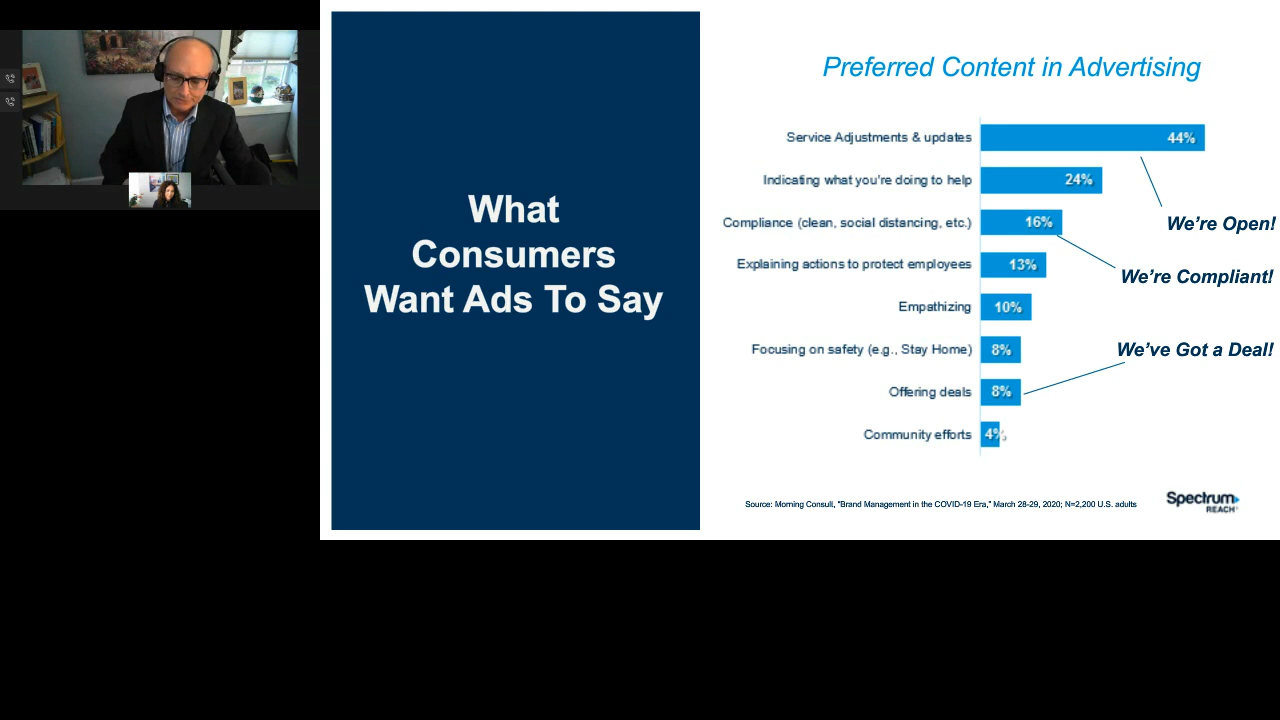 What
Consumers
Want Ads To Say
Preferred Content in Advertising
Service Adjustments & updates 44%
Indicating what you're doing to help 24%
Compliance (clean, social distancing, etc.) 16%
Explaining actions to protect employees 13%
Empathizing 10%
Focusing on safety (e.g., Stay Home) 8%
Offering deals 8%
Community efforts 4%
We're Open!
We're Compliant!
We've Got a Deal!
Source: Morning Consult, "Brand Management in the COVID-19 Era," March 28-29, 2020; N=2,200 U.S. adults
Spectrum
REACH